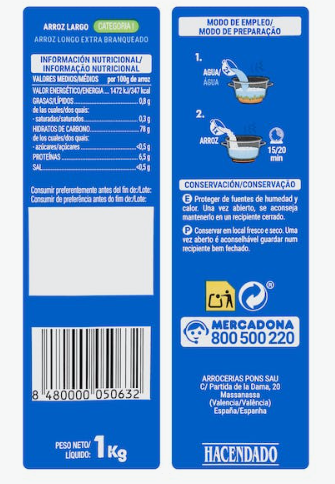 ARROZ LARGO CATEGORÍA I
ARROZ LONGO EXTRA BRANQUEADO
INFORMACIÓN NUTRICIONAL/
INFORMAÇÃO NUTRICIONAL
VALORES MEDIOS/MÉDIOS por 100g de arroz
VALOR ENERGÉTICO/ENERGIA... 1472 kJ/347 kcal
GRASAS/LÍPIDOS 0,8 g
de las cuales/dos quais:
- saturadas/saturados 0,3 g
HIDRATOS DE CARBONO 78 g
de los cuales/dos quais:
- azúcares/açúcares <0,5 g
PROTEÍNAS 6,5 g
SAL <0,5 g
Consumir preferentemente antes del fin de:/Lote:
Consumir de preferência antes do fim de:/Lote:
8 480000 050632
PESO NETO/
LÍQUIDO: 1Kg
MODO DE EMPLEO/
MODO DE PREPARAÇÃO
1.
AGUA/
ÁGUA
2.
ARROZ
15/20
min
CONSERVACIÓN/CONSERVAÇÃO
E Proteger de fuentes de humedad y
calor. Una vez abierto, se aconseja
mantenerlo en un recipiente cerrado.
P Conservar em local fresco e seco. Uma
vez aberto é aconselhável guardar num
recipiente bem fechado.
MERCADONA
800 500 220
ARROCERIAS PONS SAU
C/ Partida de la Dama, 20
Massanassa
(Valencia/Valência)
España/Espanha
HACENDADO